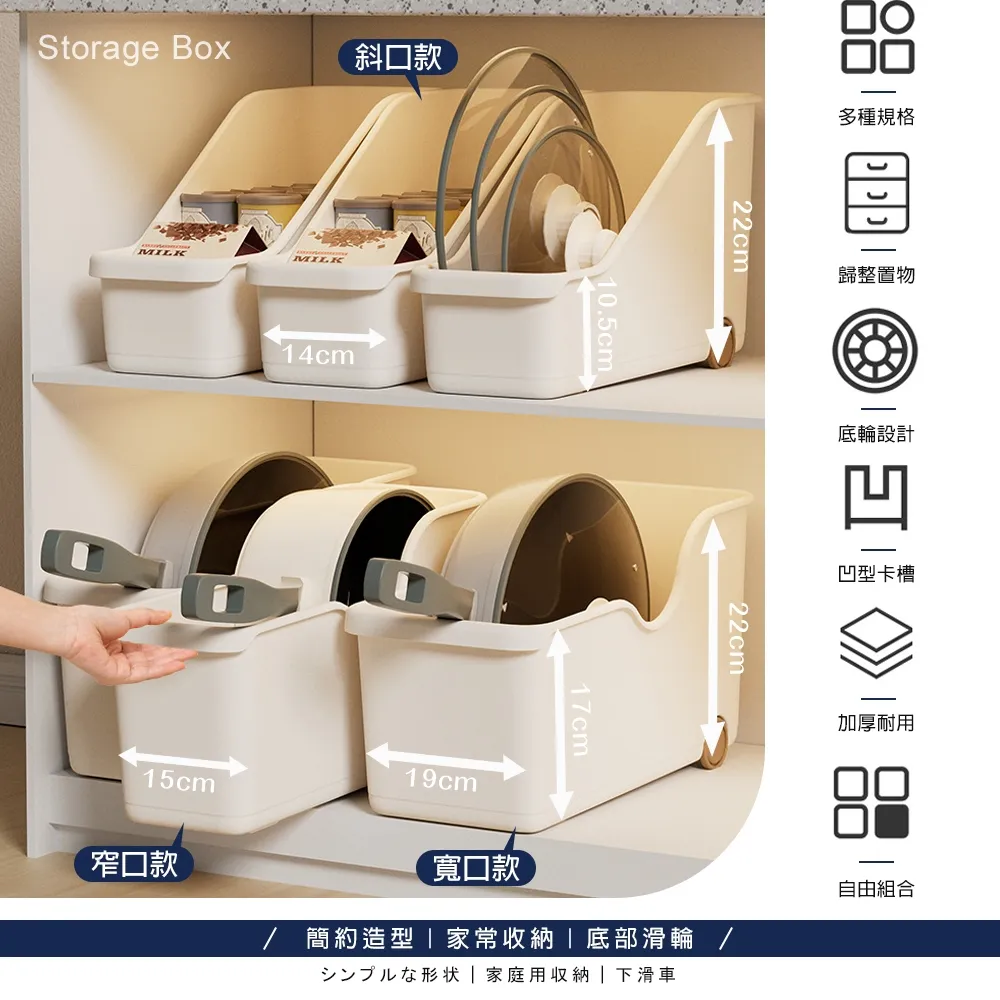 Storage Box
斜口款
MILK
MILK
22cm
10.5cm
14cm
22cm
17cm
15cm
19cm
窄口款
寬口款
多種規格
歸整置物
底輪設計
凹型卡槽
加厚耐用
自由組合
/ 簡約造型|家常收納|底部滑輪 /
シンプルな形状|家庭用収納|下滑車